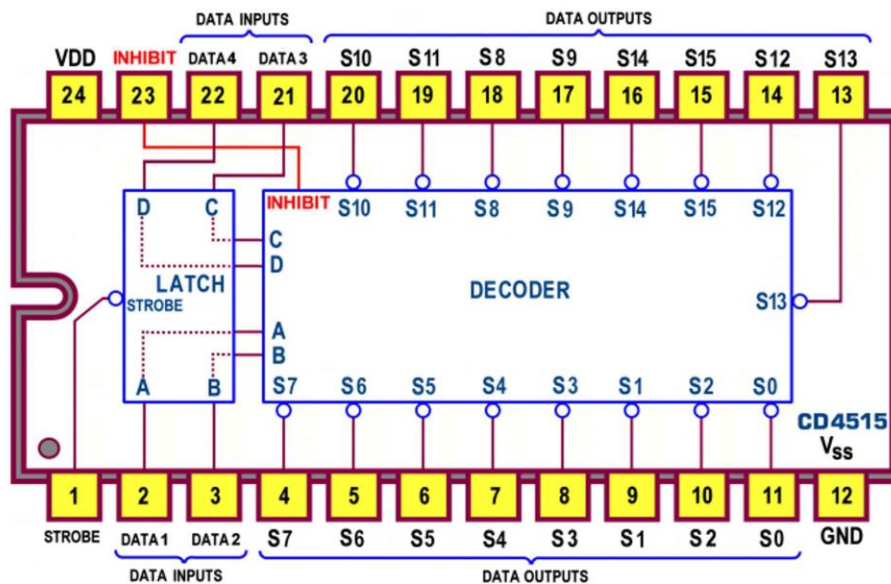 DATA INPUTS DATA OUTPUTS
VDD INHIBIT DATA 4 DATA 3 S10 S11 S8 S9 S14 S15 S12 S13
24 23 22 21 20 19 18 17 16 15 14 13
D C INHIBIT S10 S11 S8 S9 S14 S15 S12
C
D
LATCH DECODER
STROBE S13
A
B
A B S7 S6 S5 S4 S3 S1 S2 S0
CD4515
VSS
1 2 3 4 5 6 7 8 9 10 11 12
STROBE DATA 1 DATA 2 S7 S6 S5 S4 S3 S1 S2 S0 GND
DATA INPUTS DATA OUTPUTS